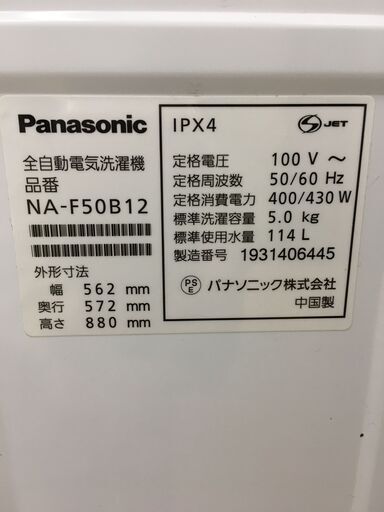 Panasonic
全自動電気洗濯機
品番
NA-F50B12
外形寸法
幅 562 mm
奥行 572 mm
高さ 880 mm
IPX4
S JET
定格電圧 100 V ～
定格周波数 50/60 Hz
定格消費電力 400/430 W
標準洗濯容量 5.0 kg
標準使用水量 114 L
製造番号 1931406445
PS
E
パナソニック株式会社
中国製